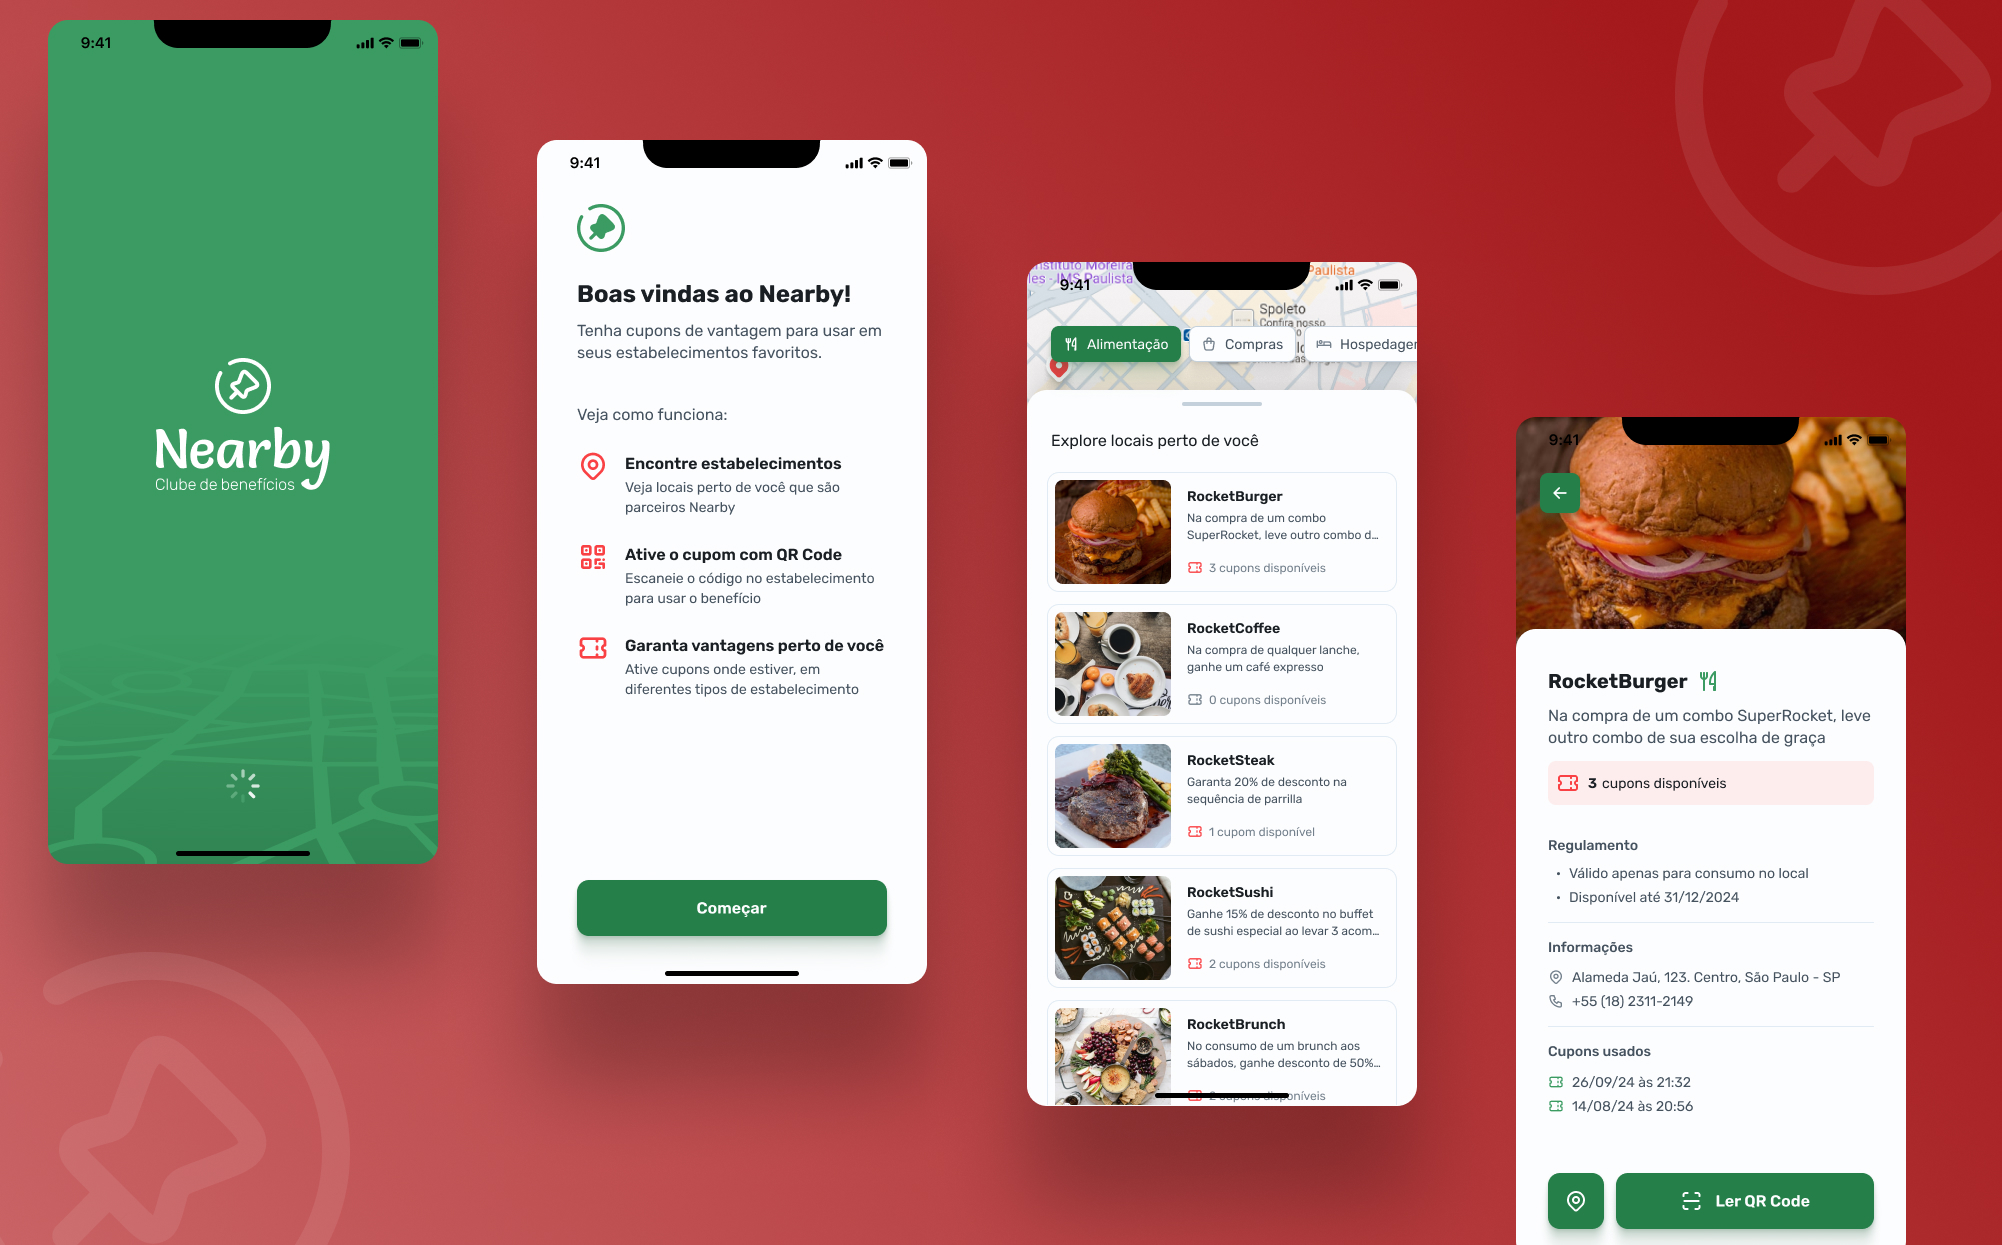 9:41
Nearby
Clube de benefícios
9:41
Boas vindas ao Nearby!
Tenha cupons de vantagem para usar em
seus estabelecimentos favoritos.
Veja como funciona:
Encontre estabelecimentos
Veja locais perto de você que são
parceiros Nearby
Ative o cupom com QR Code
Escaneie o código no estabelecimento
para usar o benefício
Garanta vantagens perto de você
Ative cupons onde estiver, em
diferentes tipos de estabelecimento
Começar
nstituto Moreira
les - IMS Paulista
Paulista
9:41
Spoleto
Confira nosso
Alimentação
Compras
Hospedagem
Explore locais perto de você
RocketBurger
Na compra de um combo
SuperRocket, leve outro combo d...
3 cupons disponíveis
RocketCoffee
Na compra de qualquer lanche,
ganhe um café expresso
0 cupons disponíveis
RocketSteak
Garanta 20% de desconto na
sequência de parrilla
1 cupom disponível
RocketSushi
Ganhe 15% de desconto no buffet
de sushi especial ao levar 3 acom...
2 cupons disponíveis
RocketBrunch
No consumo de um brunch aos
sábados, ganhe desconto de 50%...
2 cupons disponíveis
9:41
RocketBurger
Na compra de um combo SuperRocket, leve
outro combo de sua escolha de graça
3 cupons disponíveis
Regulamento
• Válido apenas para consumo no local
• Disponível até 31/12/2024
Informações
Alameda Jaú, 123. Centro, São Paulo - SP
+55 (18) 2311-2149
Cupons usados
26/09/24 às 21:32
14/08/24 às 20:56
Ler QR Code